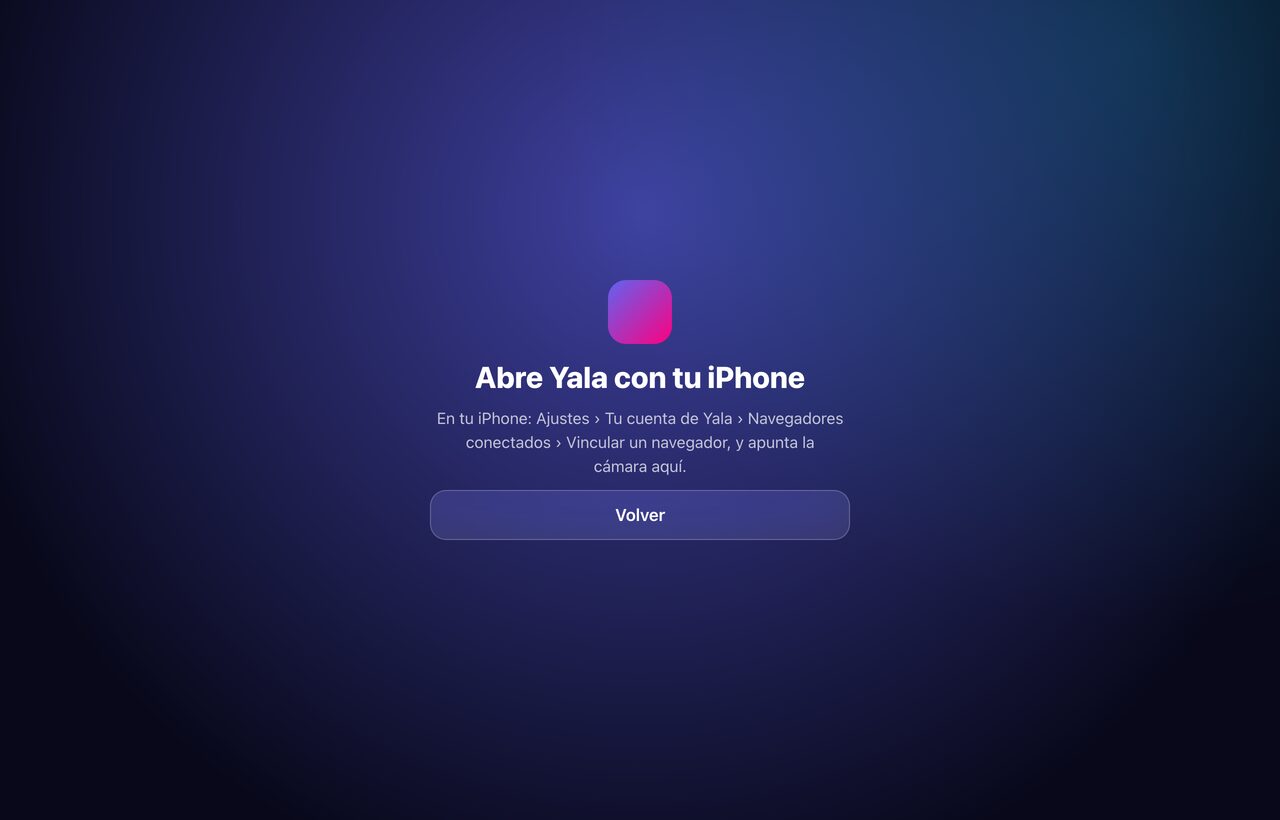 Abre Yala con tu iPhone
En tu iPhone: Ajustes › Tu cuenta de Yala › Navegadores
conectados › Vincular un navegador, y apunta la
cámara aquí.
Volver